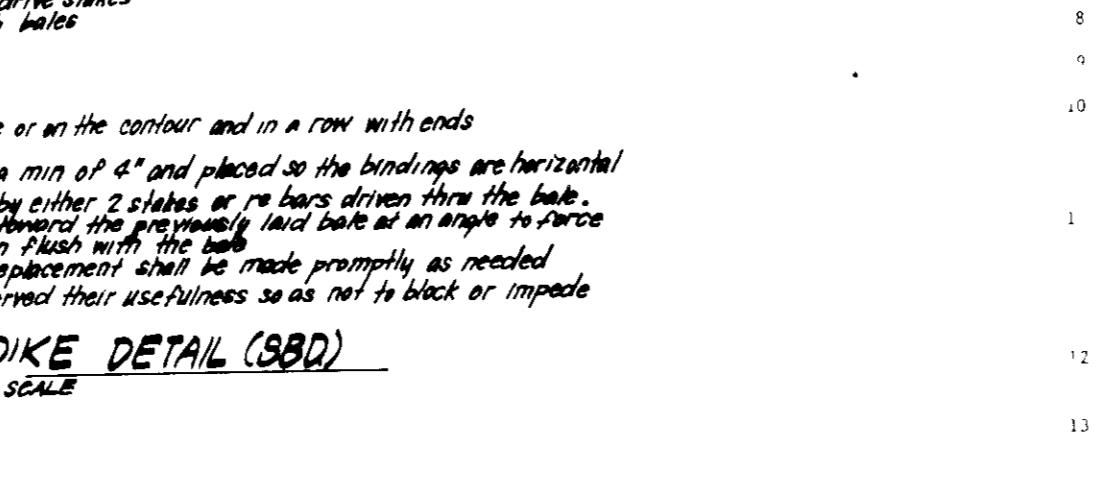 drive stakes
bales
8
9
10
or on the contour and in a row with ends
a min of 4" and placed so the bindings are horizontal
by either 2 stakes or re bars driven thru the bale.
toward the previously laid bale at an angle to force
1
flush with the bale
eplacement shall be made promptly as needed
erved their usefulness so as not to block or impede
DIKE DETAIL (SBD)
12
SCALE
13